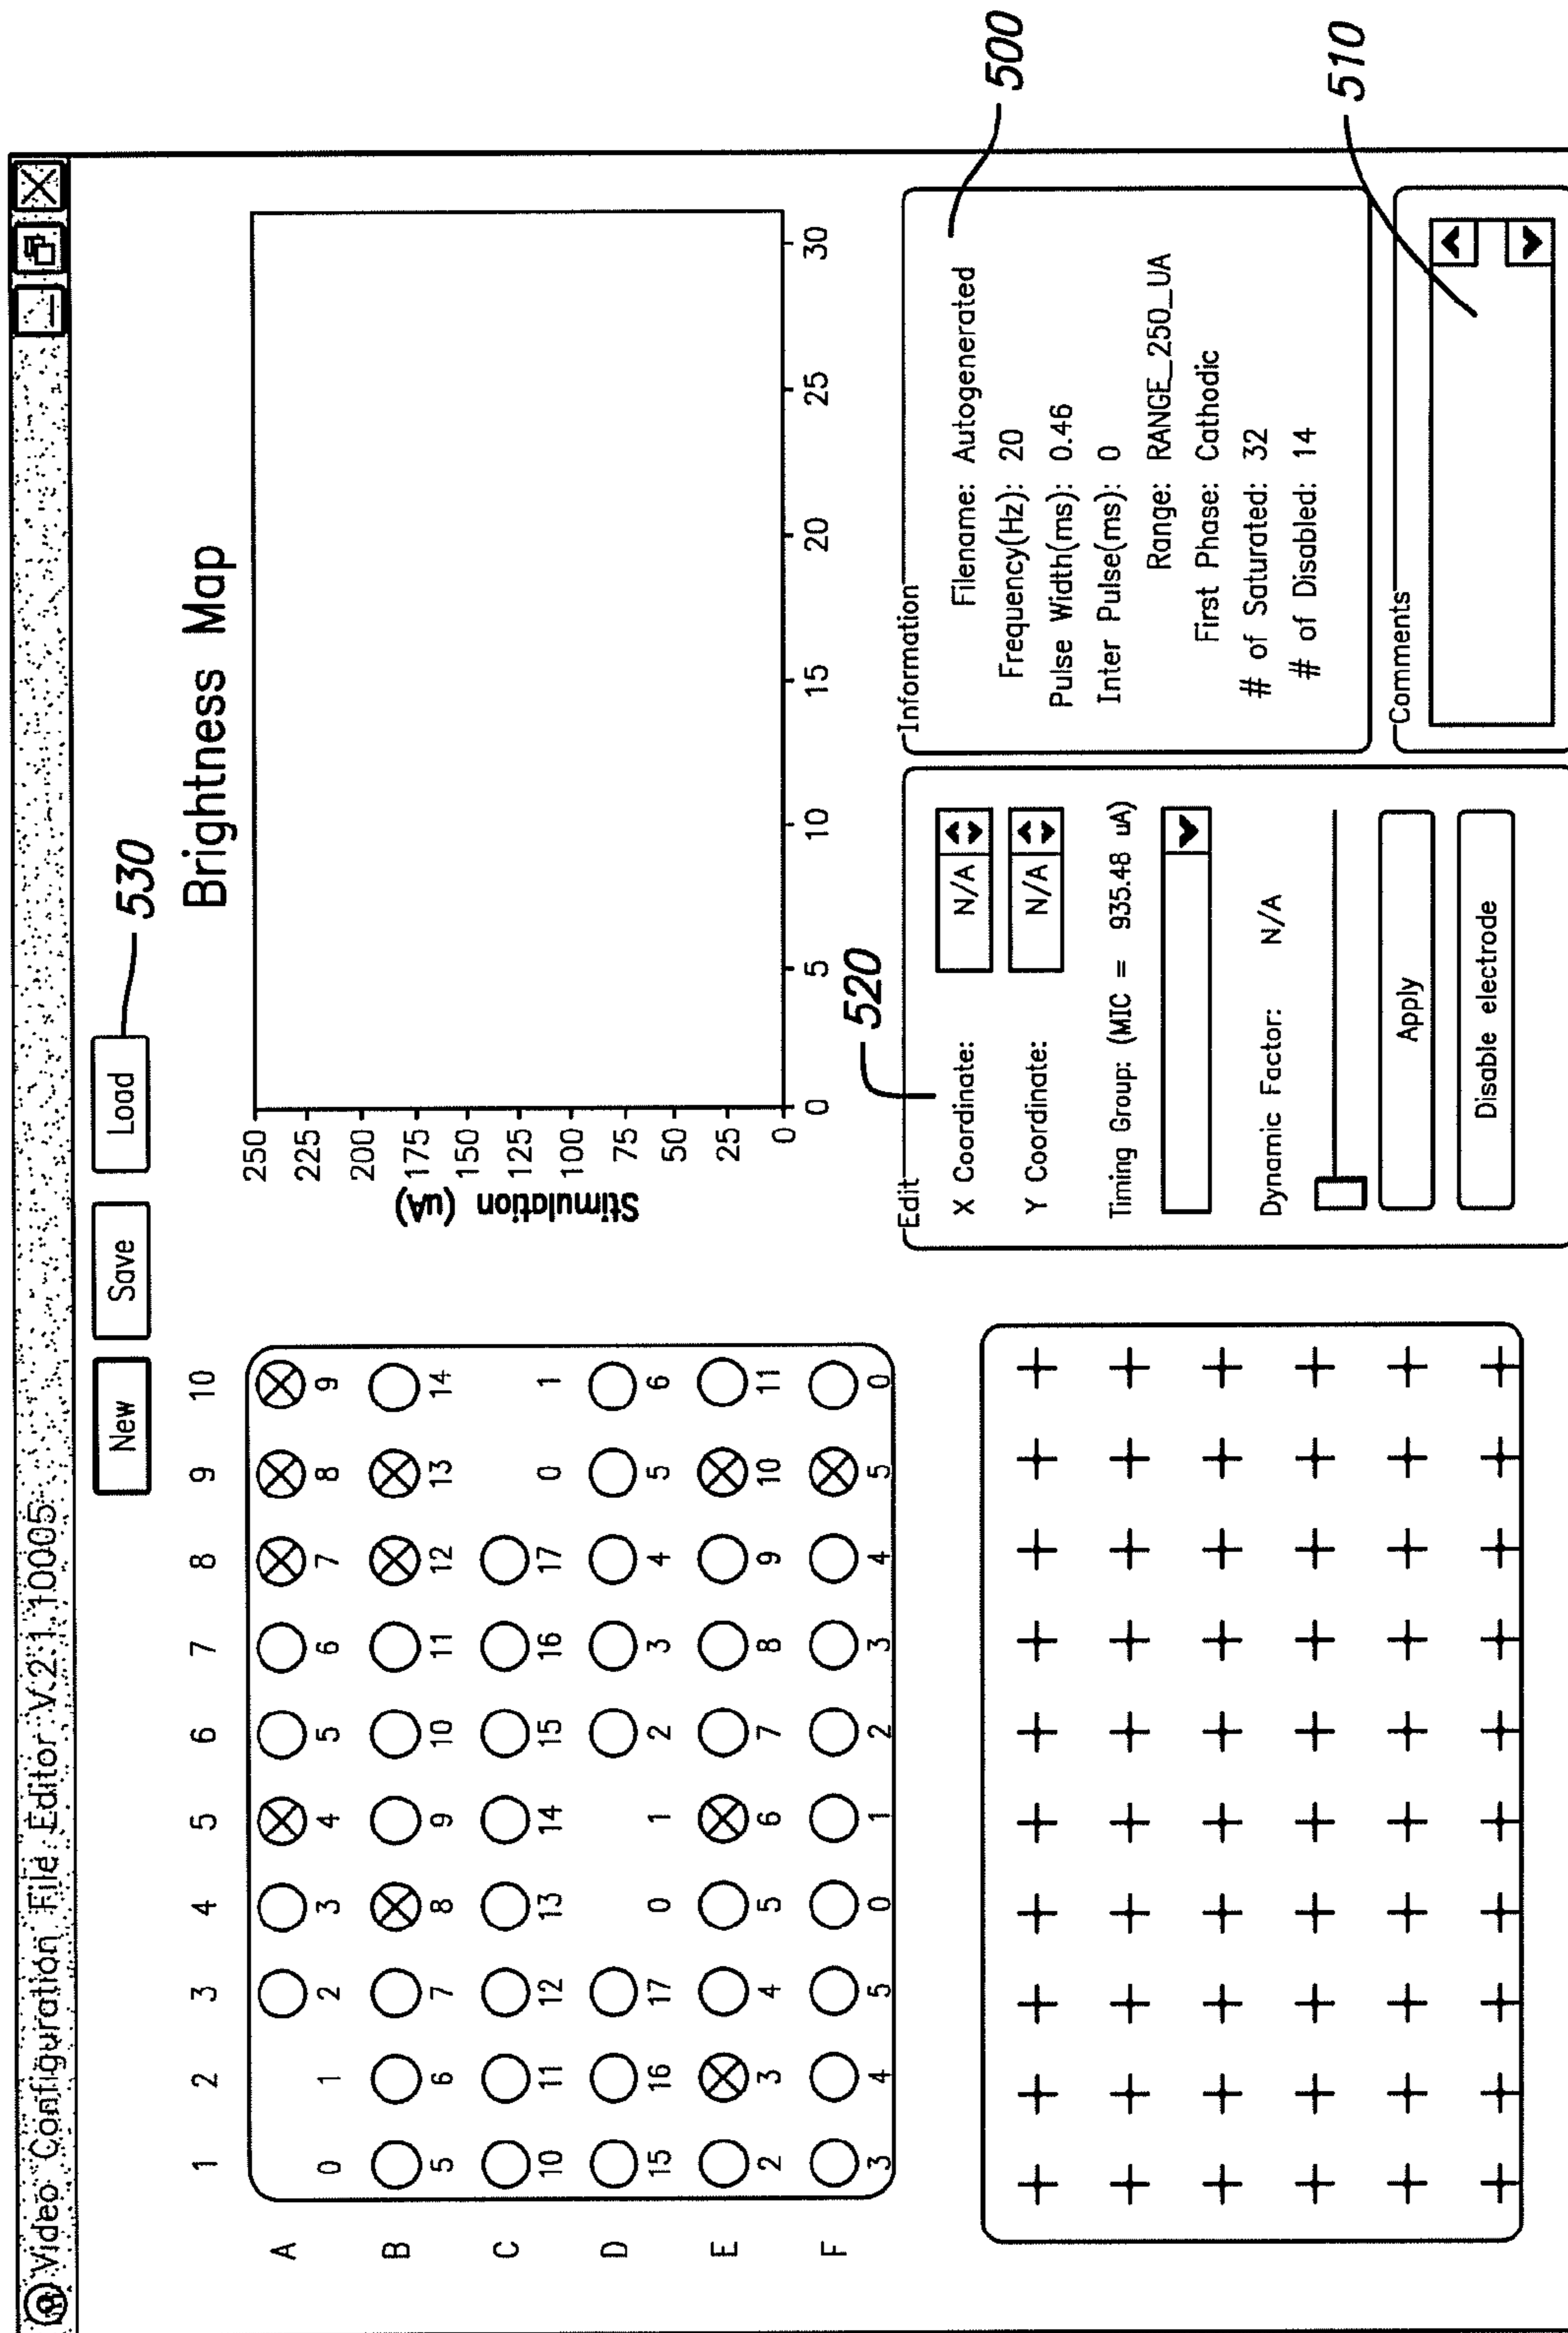 Video Configuration File Editor V.2.1.10005
New Save Load
530
1 2 3 4 5 6 7 8 9 10
A
0 1 2 3 4 5 6 7 8 9
B
5 6 7 8 9 10 11 12 13 14
C
10 11 12 13 14 15 16 17 0 1
D
15 16 17 0 1 2 3 4 5 6
E
2 3 4 5 6 7 8 9 10 11
F
3 4 5 0 1 2 3 4 5 0
Brightness Map
Stimulation (uA)
250
225
200
175
150
125
100
75
50
25
0
0 5 10 15 20 25 30
520
Edit
X Coordinate: N/A
Y Coordinate: N/A
Timing Group: (MIC = 935.48 uA)
Dynamic Factor: N/A
Apply
Disable electrode
Information
500
Filename: Autogenerated
Frequency(Hz): 20
Pulse Width(ms): 0.46
Inter Pulse(ms): 0
Range: RANGE_250_UA
First Phase: Cathodic
# of Saturated: 32
# of Disabled: 14
Comments
510